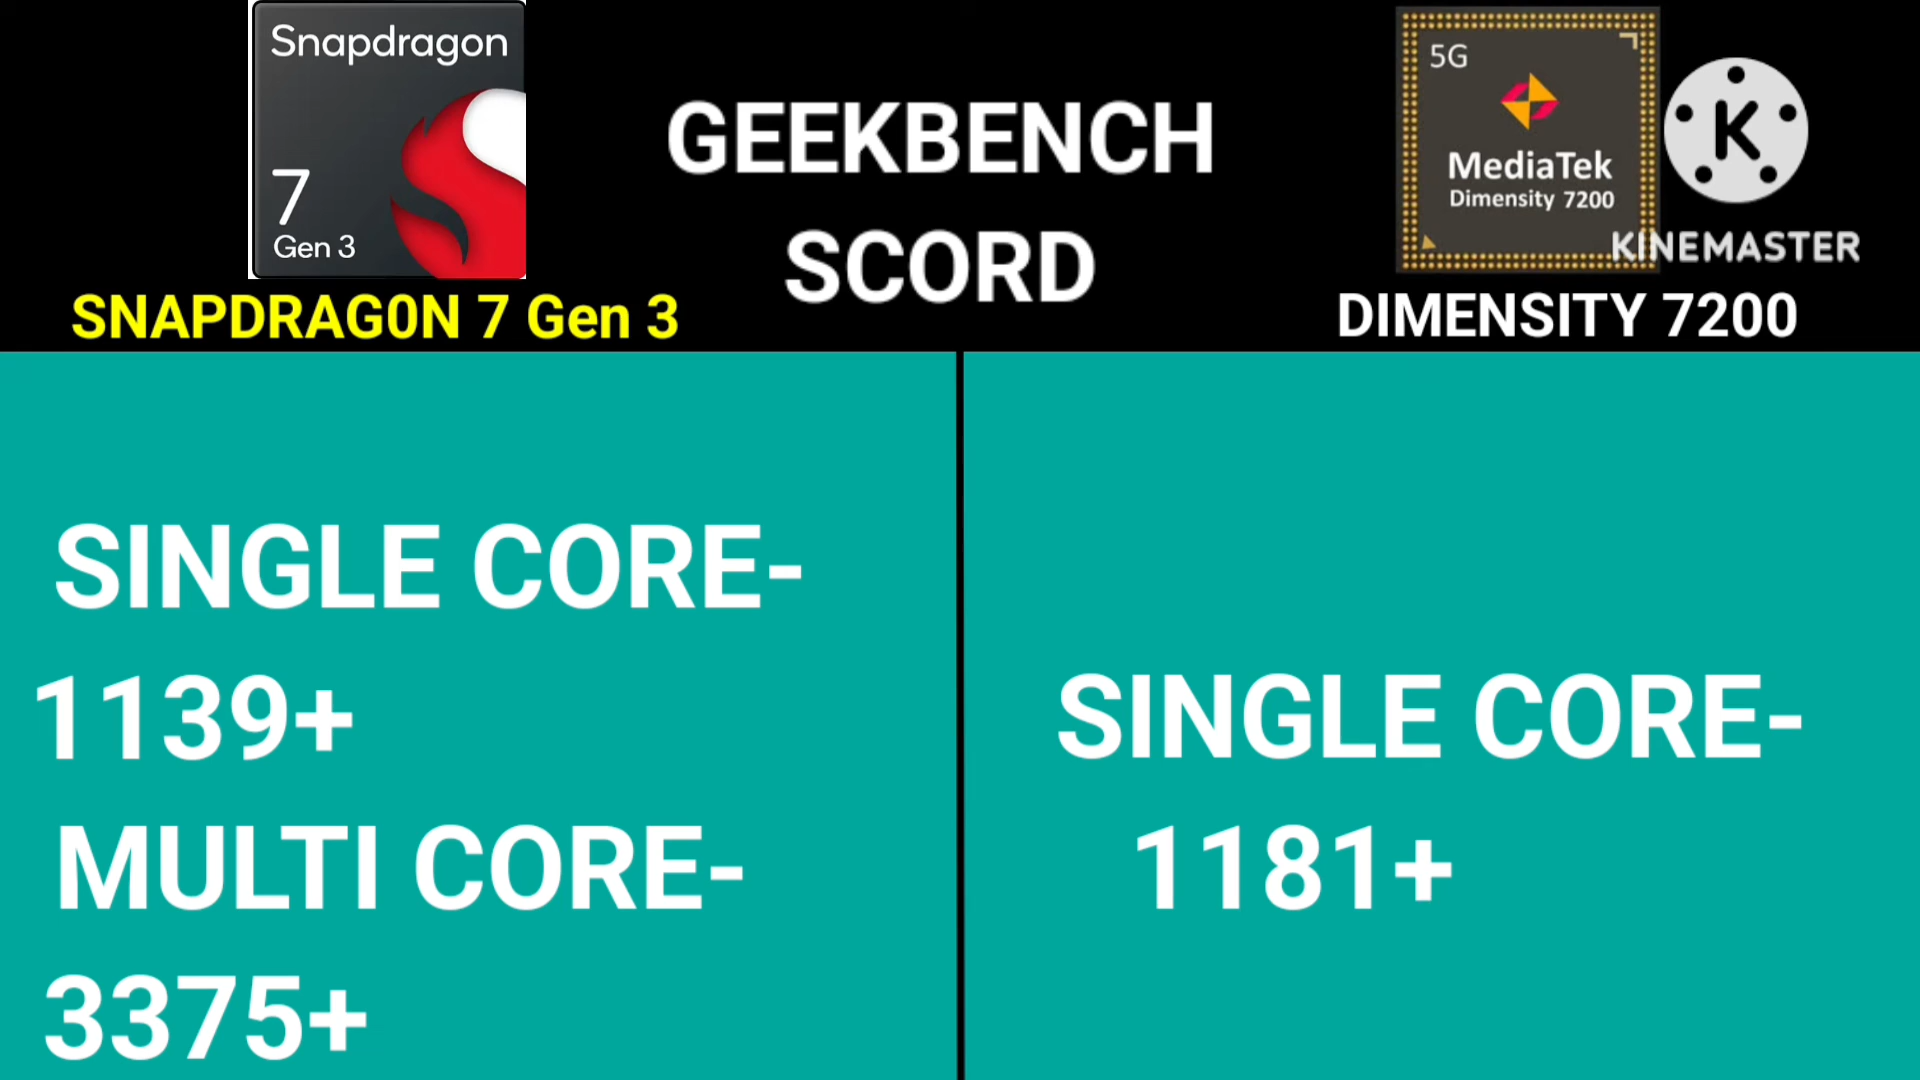 Snapdragon
7
Gen 3
SNAPDRAG0N 7 Gen 3
GEEKBENCH
SCORD
5G
MediaTek
Dimensity 7200
K
KINEMASTER
DIMENSITY 7200
SINGLE CORE-
1139+
MULTI CORE-
3375+
SINGLE CORE-
1181+